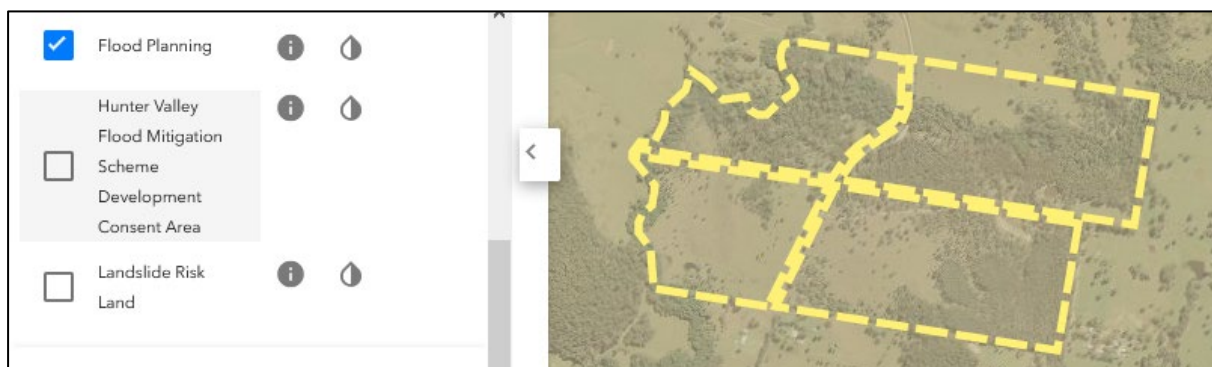 Flood Planning
Hunter Valley
Flood Mitigation
Scheme
Development
Consent Area
Landslide Risk
Land